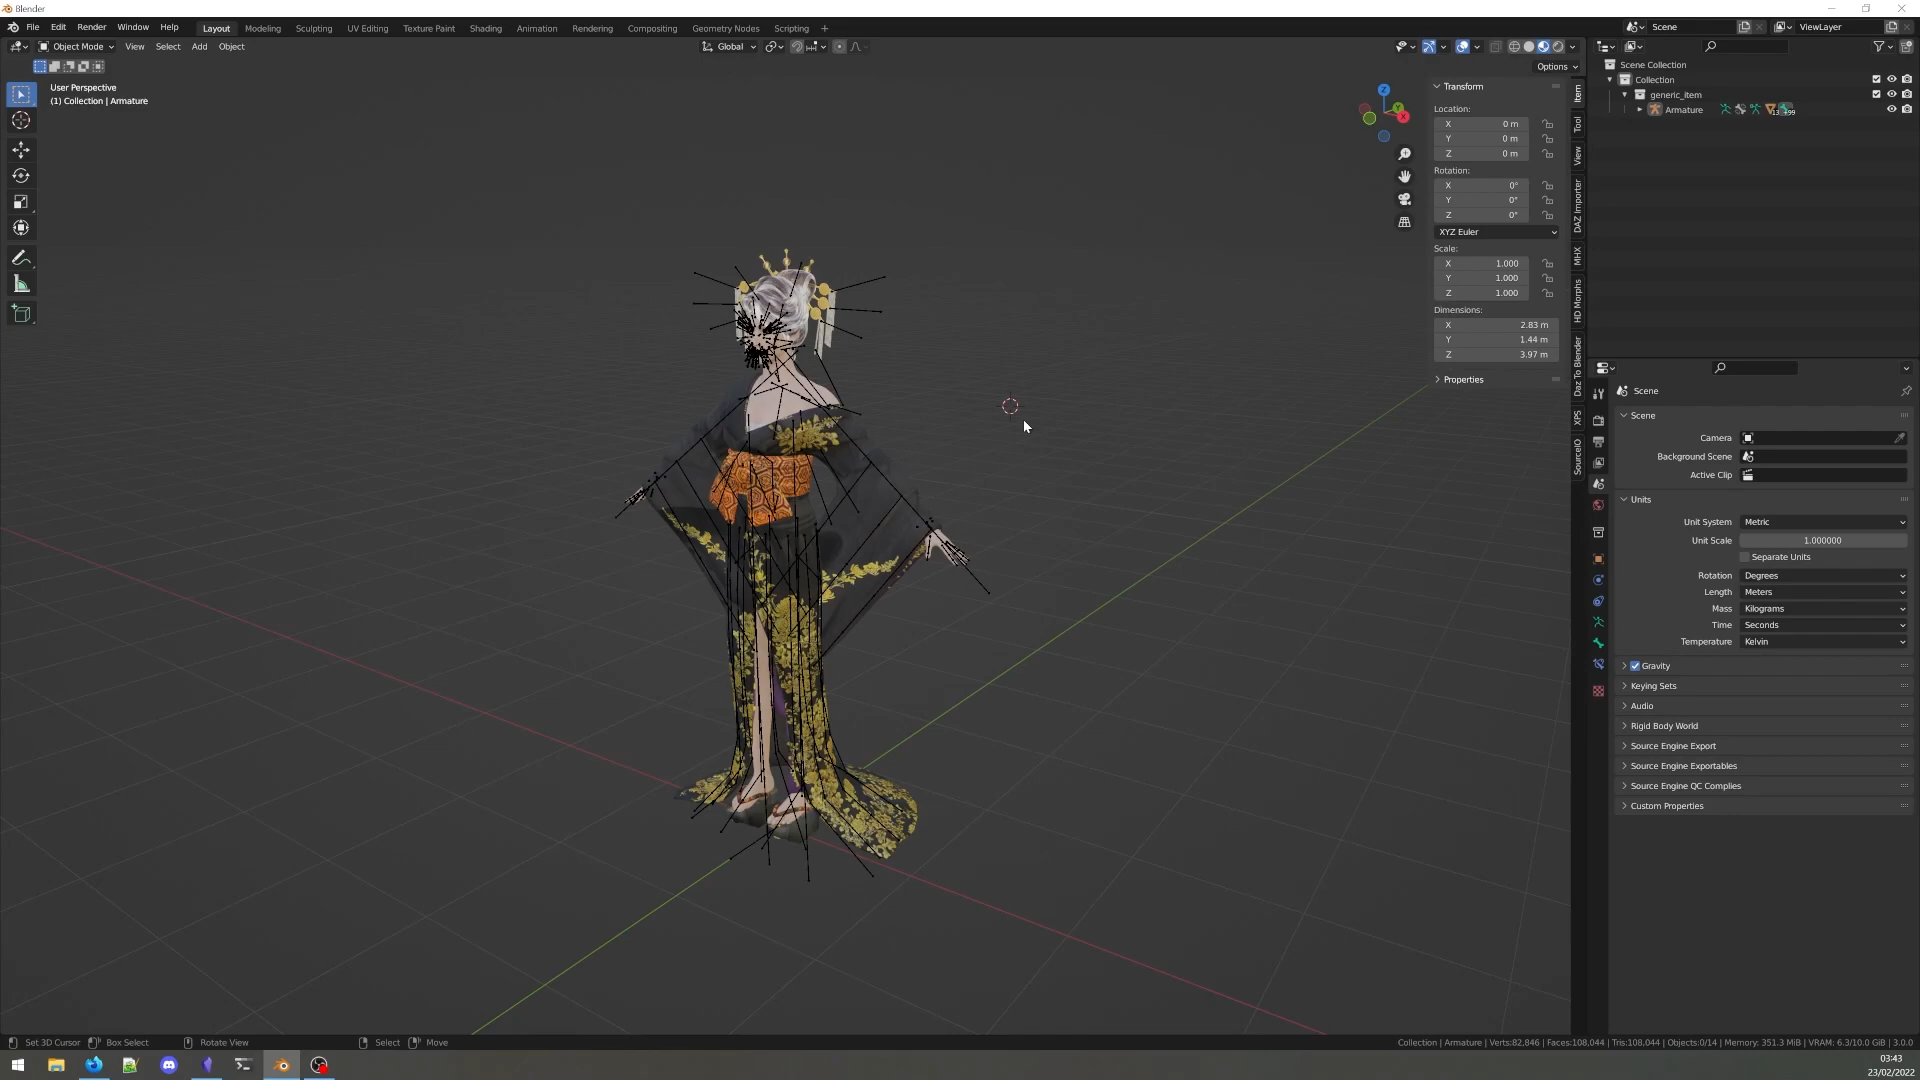 Blender
File Edit Render Window Help
Layout Modeling Sculpting UV Editing Texture Paint Shading Animation Rendering Compositing Geometry Nodes Scripting +
Scene
ViewLayer
Object Mode View Select Add Object
Global
Options
User Perspective
(1) Collection | Armature
Z
Y
X
Transform
Location:
X 0 m
Y 0 m
Z 0 m
Rotation:
X 0°
Y 0°
Z 0°
XYZ Euler
Scale:
X 1.000
Y 1.000
Z 1.000
Dimensions:
X 2.83 m
Y 1.44 m
Z 3.97 m
Properties
Item
Tool
View
DAZ Importer
MHX
HD Morphs
Daz To Blender
XPS
SourceIO
Scene Collection
Collection
generic_item
Armature
Scene
Scene
Camera
Background Scene
Active Clip
Units
Unit System Metric
Unit Scale 1.000000
Separate Units
Rotation Degrees
Length Meters
Mass Kilograms
Time Seconds
Temperature Kelvin
Gravity
Keying Sets
Audio
Rigid Body World
Source Engine Export
Source Engine Exportables
Source Engine QC Complies
Custom Properties
Set 3D Cursor Box Select Rotate View Select Move
Collection | Armature | Verts:82,846 | Faces:108,044 | Tris:108,044 | Objects:0/14 | Memory: 351.3 MiB | VRAM: 6.3/10.0 GiB | 3.0.0
03:43
23/02/2022